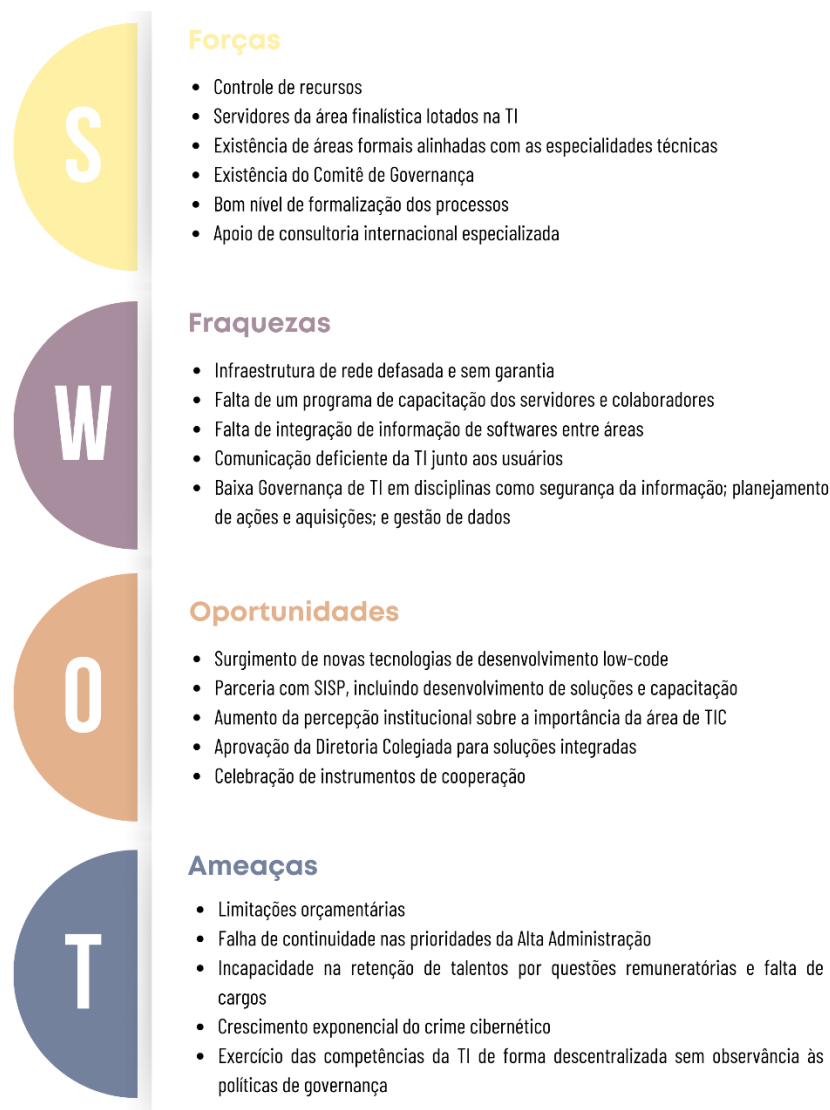 S
Forças
• Controle de recursos
• Servidores da área finalística lotados na TI
• Existência de áreas formais alinhadas com as especialidades técnicas
• Existência do Comitê de Governança
• Bom nível de formalização dos processos
• Apoio de consultoria internacional especializada
W
Fraquezas
• Infraestrutura de rede defasada e sem garantia
• Falta de um programa de capacitação dos servidores e colaboradores
• Falta de integração de informação de softwares entre áreas
• Comunicação deficiente da TI junto aos usuários
• Baixa Governança de TI em disciplinas como segurança da informação; planejamento
de ações e aquisições; e gestão de dados
O
Oportunidades
• Surgimento de novas tecnologias de desenvolvimento low-code
• Parceria com SISP, incluindo desenvolvimento de soluções e capacitação
• Aumento da percepção institucional sobre a importância da área de TIC
• Aprovação da Diretoria Colegiada para soluções integradas
• Celebração de instrumentos de cooperação
T
Ameaças
• Limitações orçamentárias
• Falha de continuidade nas prioridades da Alta Administração
• Incapacidade na retenção de talentos por questões remuneratórias e falta de
cargos
• Crescimento exponencial do crime cibernético
• Exercício das competências da TI de forma descentralizada sem observância às
políticas de governança